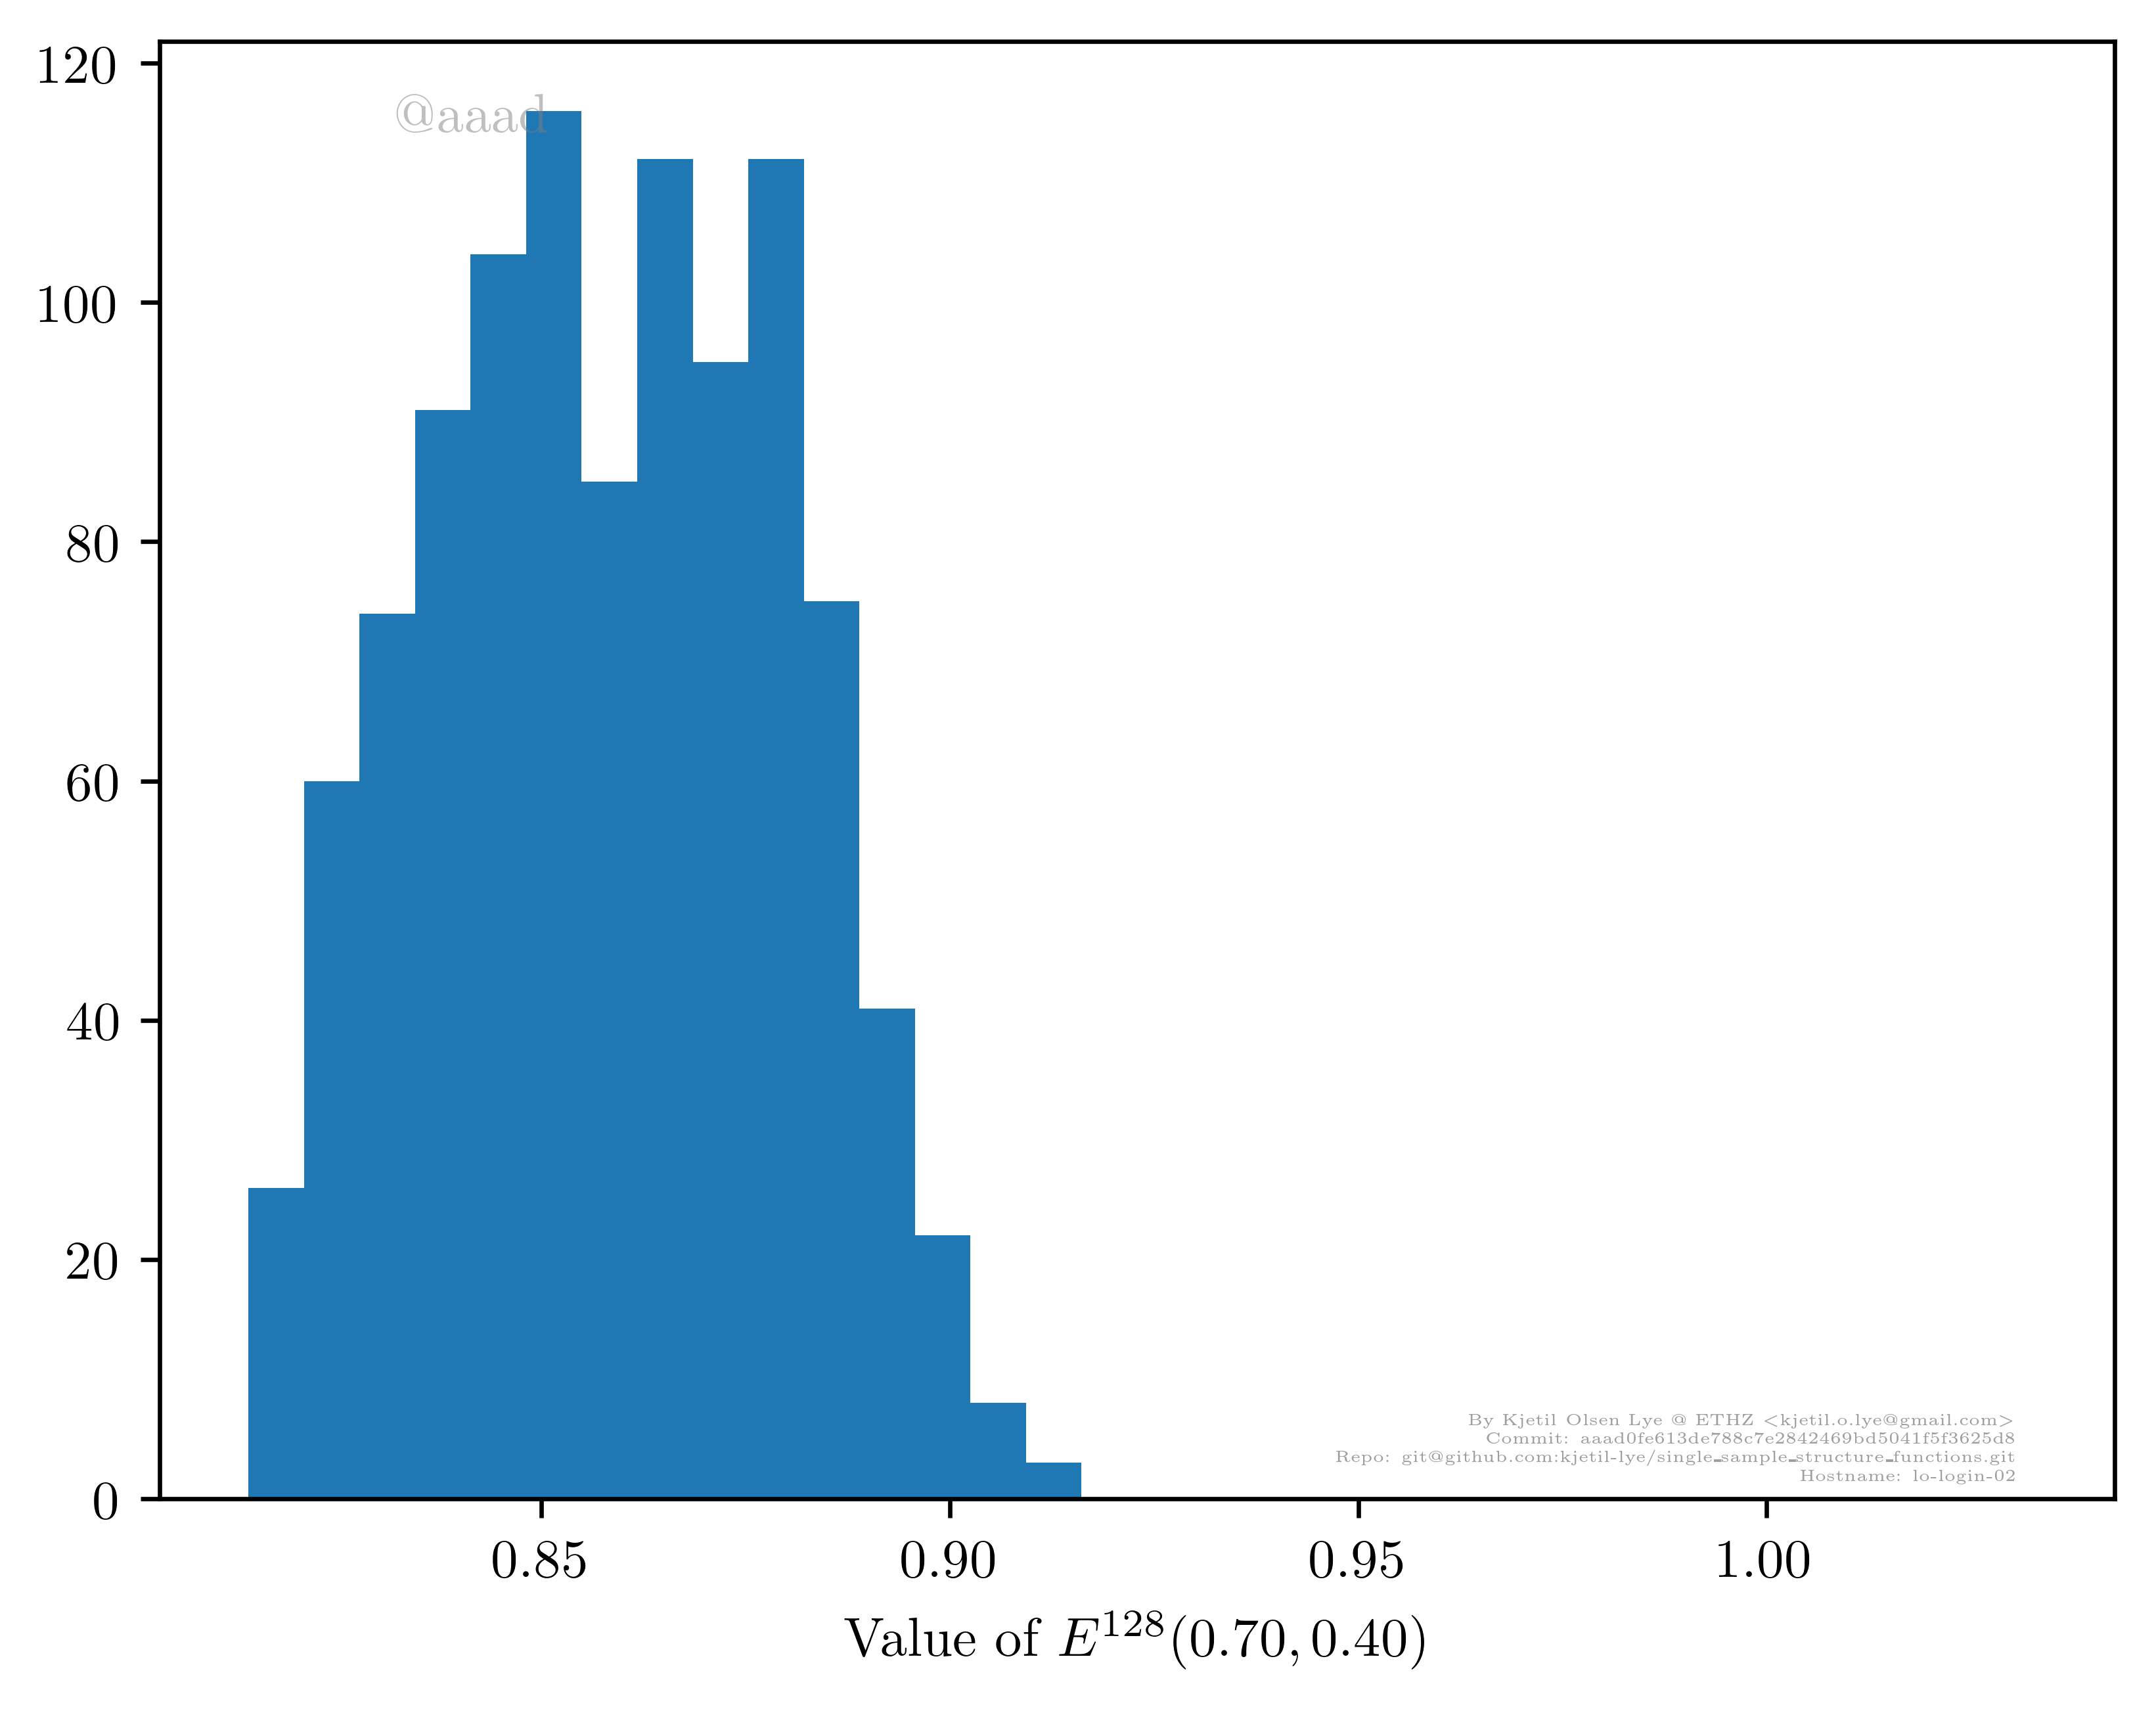 120
@aaad
100
80
60
40
20
0
By Kjetil Olsen Lye @ ETHZ <kjetil.o.lye@gmail.com>
Commit: aaad0fe613de788c7e2842469bd5041f5f3625d8
Repo: git@github.com:kjetil-lye/single_sample_structure_functions.git
Hostname: lo-login-02
0.85 0.90 0.95 1.00
Value of E^128(0.70, 0.40)